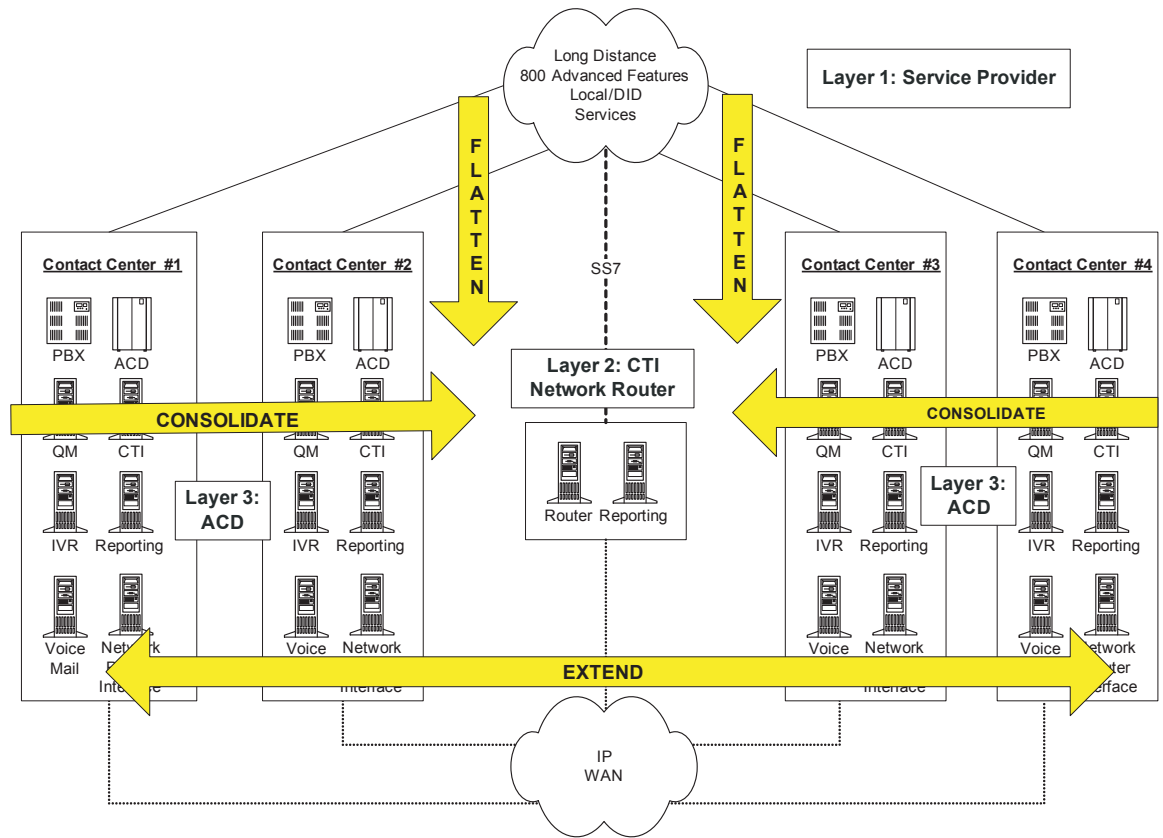 Long Distance
800 Advanced Features
Local/DID
Services
Layer 1: Service Provider
FLATTEN
FLATTEN
SS7
Contact Center #1
PBX
ACD
QM
CTI
IVR
Reporting
Voice
Mail
Network
Contact Center #2
PBX
ACD
QM
CTI
IVR
Reporting
Voice
Network
Interface
Layer 2: CTI
Network Router
Router
Reporting
Contact Center #3
PBX
ACD
QM
CTI
IVR
Reporting
Voice
Network
Interface
Contact Center #4
PBX
ACD
QM
CTI
IVR
Reporting
Voice
Network
CONSOLIDATE
CONSOLIDATE
Layer 3:
ACD
Layer 3:
ACD
EXTEND
IP
WAN